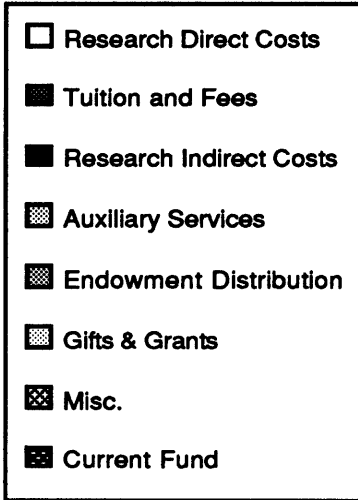 Research Direct Costs
Tuition and Fees
Research Indirect Costs
Auxiliary Services
Endowment Distribution
Gifts & Grants
Misc.
Current Fund